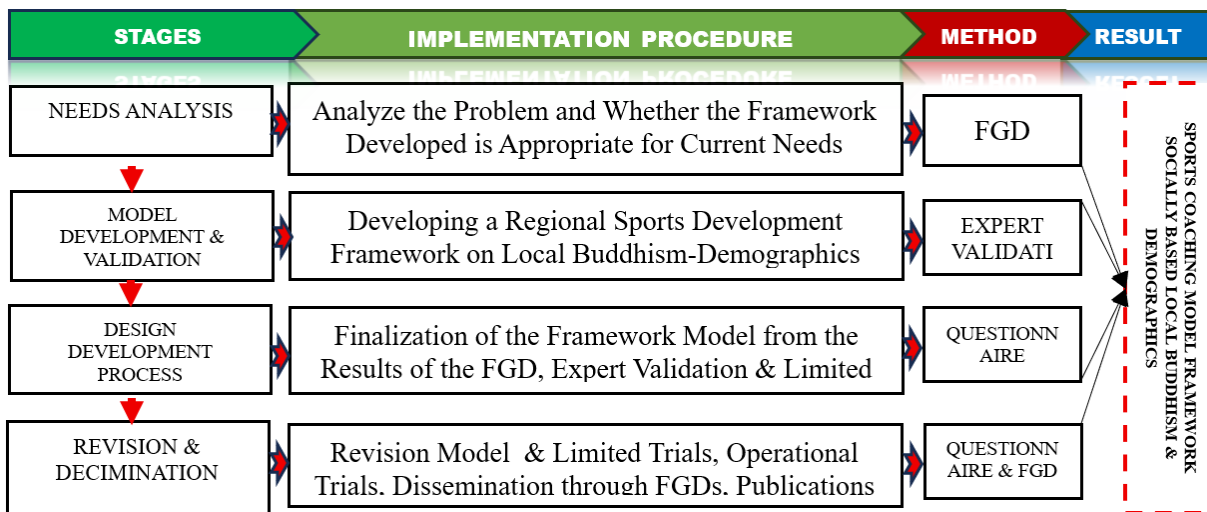 STAGES
IMPLEMENTATION PROCEDURE
METHOD
RESULT
NEEDS ANALYSIS
Analyze the Problem and Whether the Framework
Developed is Appropriate for Current Needs
FGD
MODEL
DEVELOPMENT &
VALIDATION
Developing a Regional Sports Development
Framework on Local Buddhism-Demographics
EXPERT
VALIDATI
DESIGN
DEVELOPMENT
PROCESS
Finalization of the Framework Model from the
Results of the FGD, Expert Validation & Limited
QUESTIONN
AIRE
REVISION &
DECIMINATION
Revision Model & Limited Trials, Operational
Trials, Dissemination through FGDs, Publications
QUESTIONN
AIRE & FGD
SPORTS COACHING MODEL FRAMEWORK
SOCIALLY BASED LOCAL BUDDHISM &
DEMOGRAPHICS